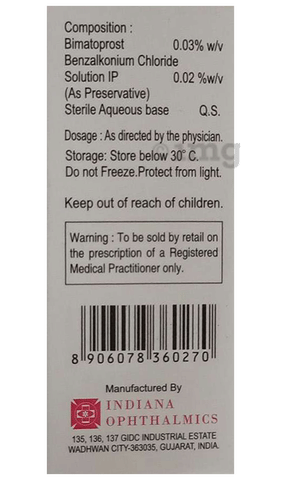 Composition :
Bimatoprost 0.03% w/v
Benzalkonium Chloride
Solution IP 0.02 %w/v
(As Preservative)
Sterile Aqueous base Q.S.
Dosage : As directed by the physician.
Storage: Store below 30° C.
Do not Freeze.Protect from light.
Keep out of reach of children.
Warning : To be sold by retail on
the prescription of a Registered
Medical Practitioner only.
8 906078 360270
Manufactured By
INDIANA
OPHTHALMICS
135, 136, 137 GIDC INDUSTRIAL ESTATE
WADHWAN CITY-363035, GUJARAT, INDIA.